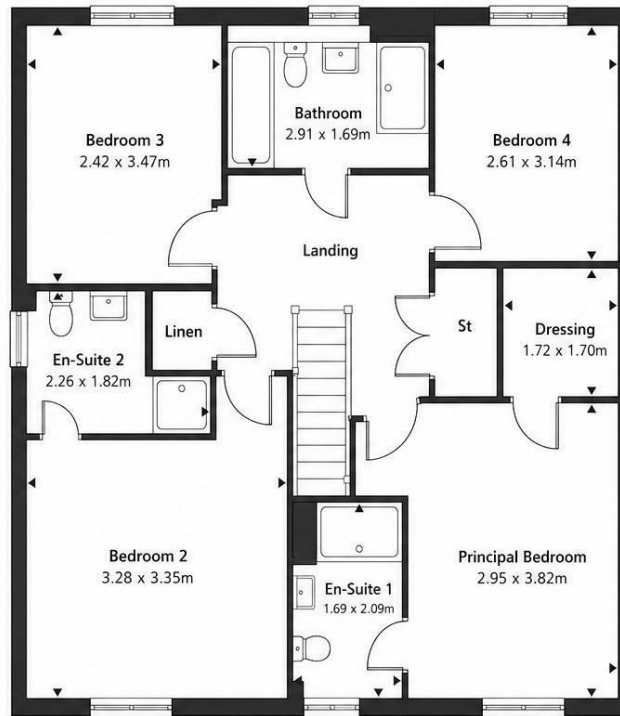 Bedroom 3
2.42 x 3.47m
Bathroom
2.91 x 1.69m
Bedroom 4
2.61 x 3.14m
Landing
Linen
St
Dressing
1.72 x 1.70m
En-Suite 2
2.26 x 1.82m
Bedroom 2
3.28 x 3.35m
En-Suite 1
1.69 x 2.09m
Principal Bedroom
2.95 x 3.82m